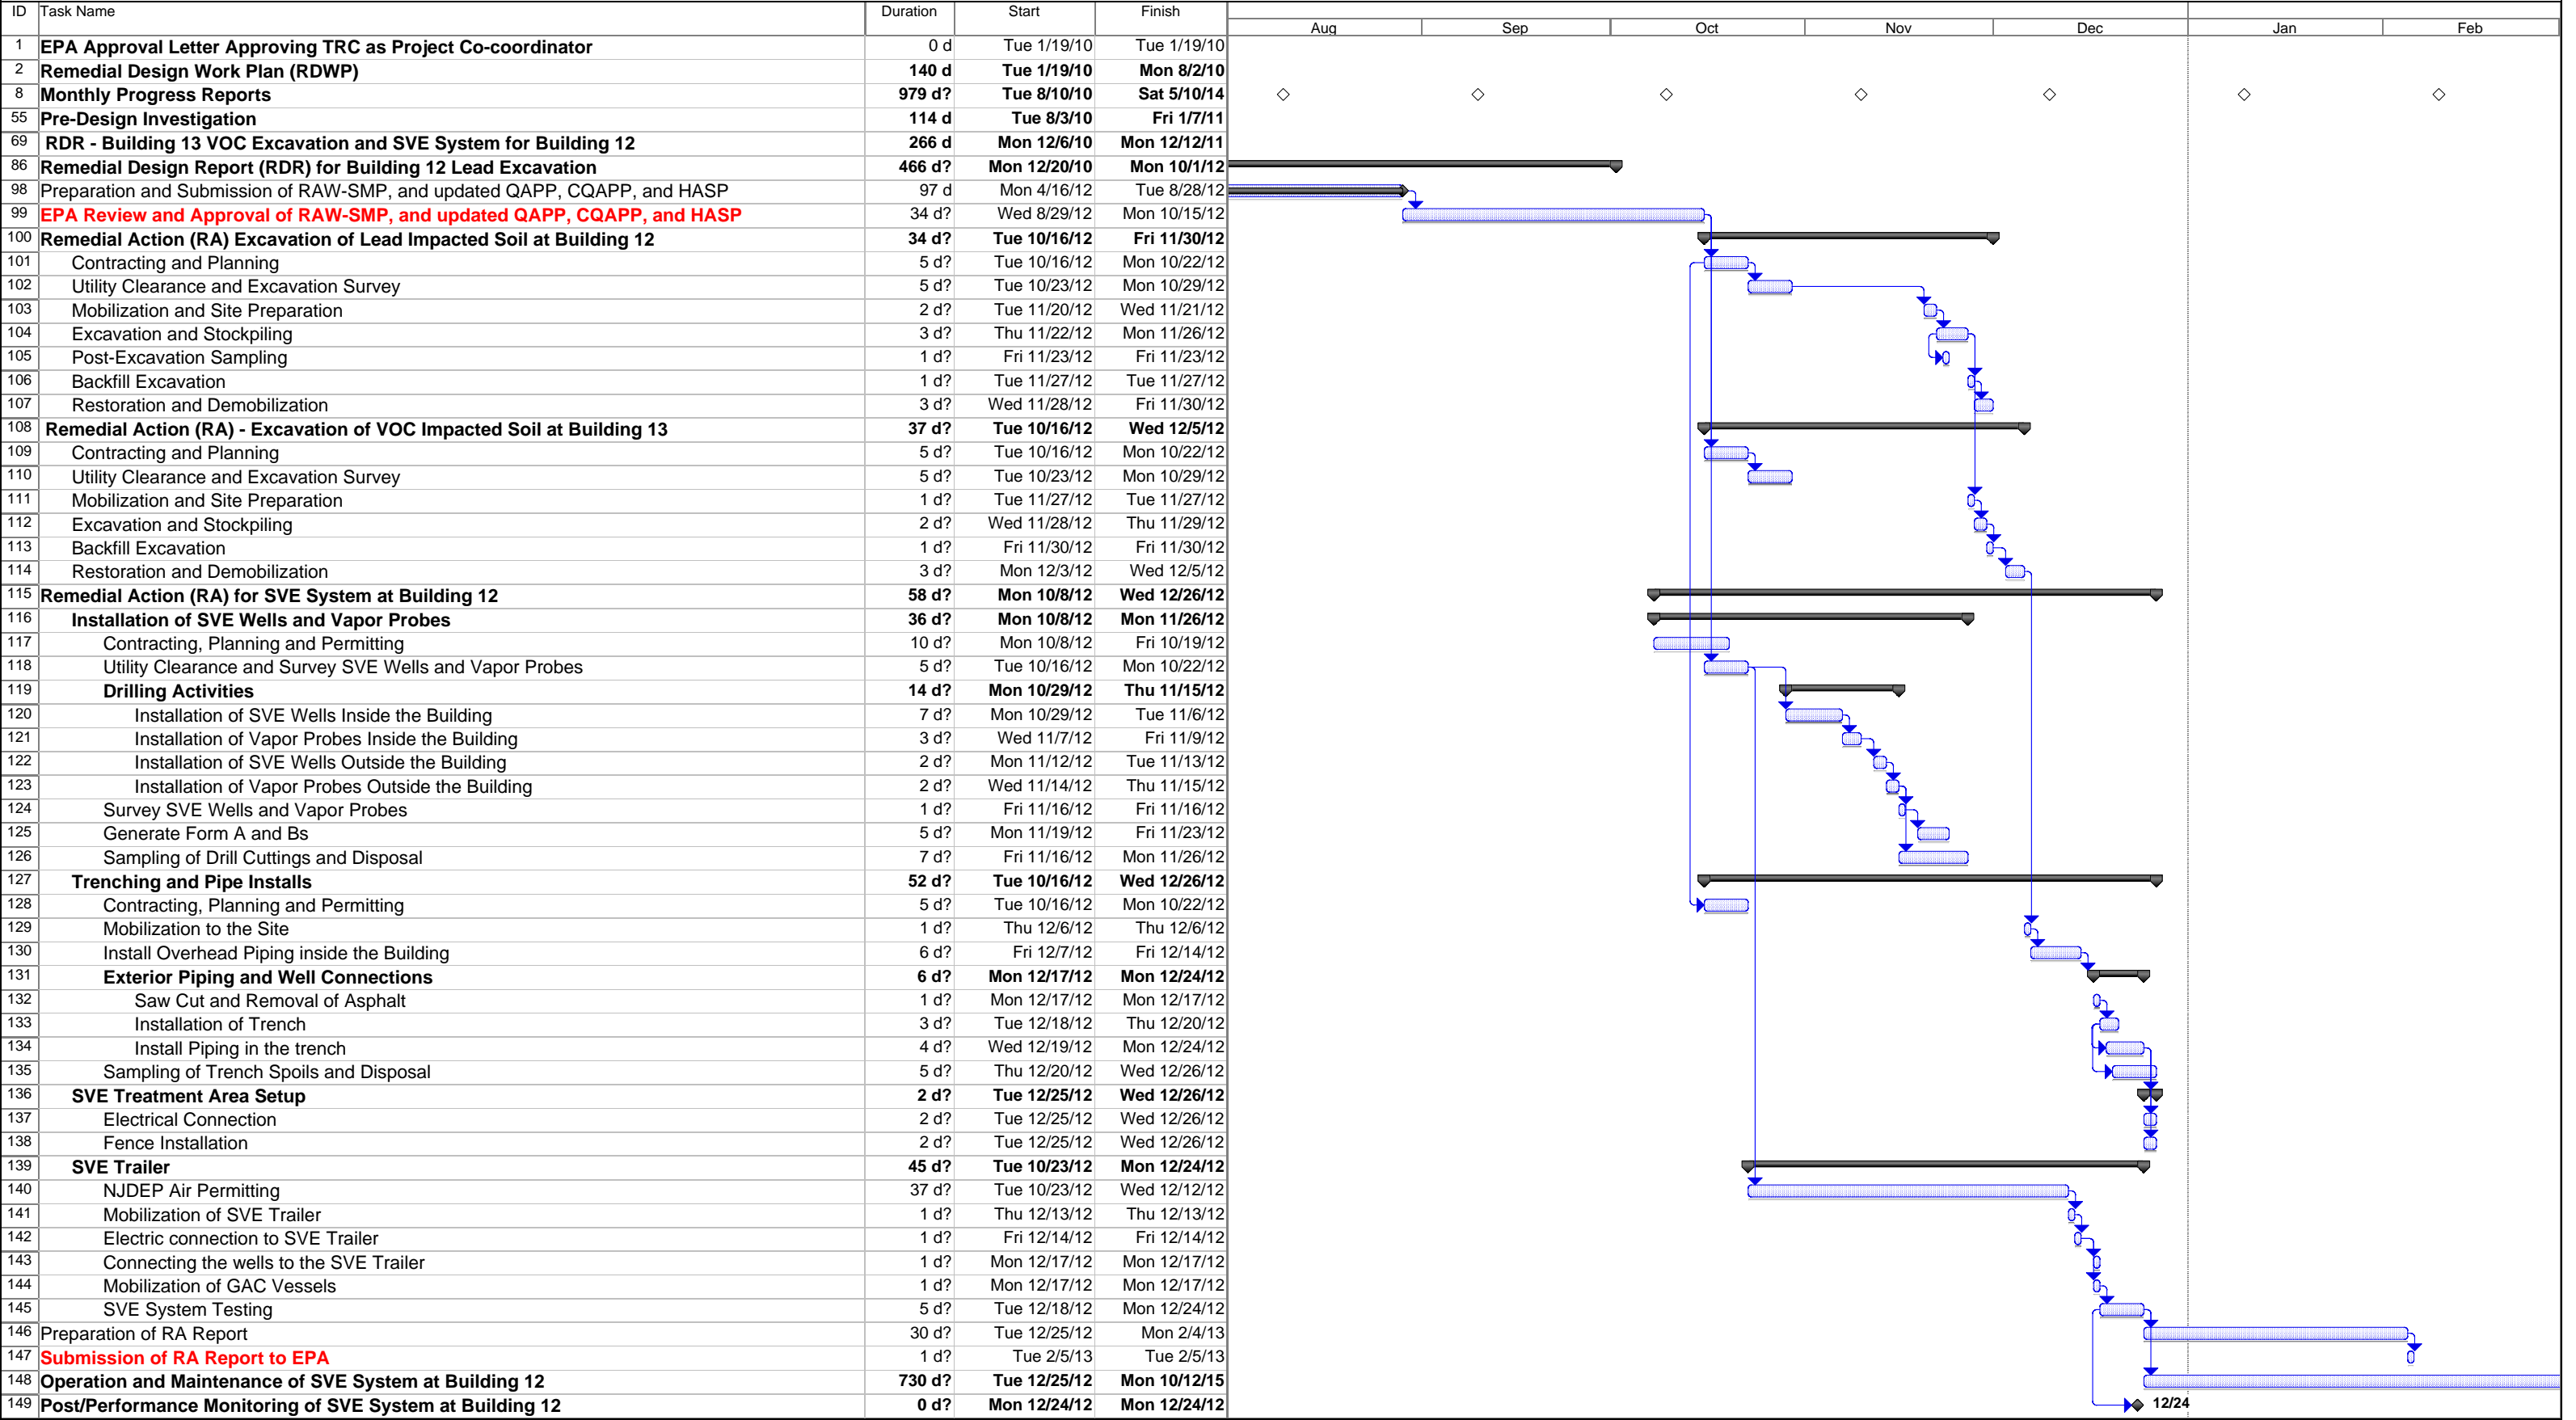 ID Task Name Duration Start Finish
Aug Sep Oct Nov Dec Jan Feb
1 EPA Approval Letter Approving TRC as Project Co-coordinator 0 d Tue 1/19/10 Tue 1/19/10
2 Remedial Design Work Plan (RDWP) 140 d Tue 1/19/10 Mon 8/2/10
8 Monthly Progress Reports 979 d? Tue 8/10/10 Sat 5/10/14
55 Pre-Design Investigation 114 d Tue 8/3/10 Fri 1/7/11
69 RDR - Building 13 VOC Excavation and SVE System for Building 12 266 d Mon 12/6/10 Mon 12/12/11
86 Remedial Design Report (RDR) for Building 12 Lead Excavation 466 d? Mon 12/20/10 Mon 10/1/12
98 Preparation and Submission of RAW-SMP, and updated QAPP, CQAPP, and HASP 97 d Mon 4/16/12 Tue 8/28/12
99 EPA Review and Approval of RAW-SMP, and updated QAPP, CQAPP, and HASP 34 d? Wed 8/29/12 Mon 10/15/12
100 Remedial Action (RA) Excavation of Lead Impacted Soil at Building 12 34 d? Tue 10/16/12 Fri 11/30/12
101 Contracting and Planning 5 d? Tue 10/16/12 Mon 10/22/12
102 Utility Clearance and Excavation Survey 5 d? Tue 10/23/12 Mon 10/29/12
103 Mobilization and Site Preparation 2 d? Tue 11/20/12 Wed 11/21/12
104 Excavation and Stockpiling 3 d? Thu 11/22/12 Mon 11/26/12
105 Post-Excavation Sampling 1 d? Fri 11/23/12 Fri 11/23/12
106 Backfill Excavation 1 d? Tue 11/27/12 Tue 11/27/12
107 Restoration and Demobilization 3 d? Wed 11/28/12 Fri 11/30/12
108 Remedial Action (RA) - Excavation of VOC Impacted Soil at Building 13 37 d? Tue 10/16/12 Wed 12/5/12
109 Contracting and Planning 5 d? Tue 10/16/12 Mon 10/22/12
110 Utility Clearance and Excavation Survey 5 d? Tue 10/23/12 Mon 10/29/12
111 Mobilization and Site Preparation 1 d? Tue 11/27/12 Tue 11/27/12
112 Excavation and Stockpiling 2 d? Wed 11/28/12 Thu 11/29/12
113 Backfill Excavation 1 d? Fri 11/30/12 Fri 11/30/12
114 Restoration and Demobilization 3 d? Mon 12/3/12 Wed 12/5/12
115 Remedial Action (RA) for SVE System at Building 12 58 d? Mon 10/8/12 Wed 12/26/12
116 Installation of SVE Wells and Vapor Probes 36 d? Mon 10/8/12 Mon 11/26/12
117 Contracting, Planning and Permitting 10 d? Mon 10/8/12 Fri 10/19/12
118 Utility Clearance and Survey SVE Wells and Vapor Probes 5 d? Tue 10/16/12 Mon 10/22/12
119 Drilling Activities 14 d? Mon 10/29/12 Thu 11/15/12
120 Installation of SVE Wells Inside the Building 7 d? Mon 10/29/12 Tue 11/6/12
121 Installation of Vapor Probes Inside the Building 3 d? Wed 11/7/12 Fri 11/9/12
122 Installation of SVE Wells Outside the Building 2 d? Mon 11/12/12 Tue 11/13/12
123 Installation of Vapor Probes Outside the Building 2 d? Wed 11/14/12 Thu 11/15/12
124 Survey SVE Wells and Vapor Probes 1 d? Fri 11/16/12 Fri 11/16/12
125 Generate Form A and Bs 5 d? Mon 11/19/12 Fri 11/23/12
126 Sampling of Drill Cuttings and Disposal 7 d? Fri 11/16/12 Mon 11/26/12
127 Trenching and Pipe Installs 52 d? Tue 10/16/12 Wed 12/26/12
128 Contracting, Planning and Permitting 5 d? Tue 10/16/12 Mon 10/22/12
129 Mobilization to the Site 1 d? Thu 12/6/12 Thu 12/6/12
130 Install Overhead Piping inside the Building 6 d? Fri 12/7/12 Fri 12/14/12
131 Exterior Piping and Well Connections 6 d? Mon 12/17/12 Mon 12/24/12
132 Saw Cut and Removal of Asphalt 1 d? Mon 12/17/12 Mon 12/17/12
133 Installation of Trench 3 d? Tue 12/18/12 Thu 12/20/12
134 Install Piping in the trench 4 d? Wed 12/19/12 Mon 12/24/12
135 Sampling of Trench Spoils and Disposal 5 d? Thu 12/20/12 Wed 12/26/12
136 SVE Treatment Area Setup 2 d? Tue 12/25/12 Wed 12/26/12
137 Electrical Connection 2 d? Tue 12/25/12 Wed 12/26/12
138 Fence Installation 2 d? Tue 12/25/12 Wed 12/26/12
139 SVE Trailer 45 d? Tue 10/23/12 Mon 12/24/12
140 NJDEP Air Permitting 37 d? Tue 10/23/12 Wed 12/12/12
141 Mobilization of SVE Trailer 1 d? Thu 12/13/12 Thu 12/13/12
142 Electric connection to SVE Trailer 1 d? Fri 12/14/12 Fri 12/14/12
143 Connecting the wells to the SVE Trailer 1 d? Mon 12/17/12 Mon 12/17/12
144 Mobilization of GAC Vessels 1 d? Mon 12/17/12 Mon 12/17/12
145 SVE System Testing 5 d? Tue 12/18/12 Mon 12/24/12
146 Preparation of RA Report 30 d? Tue 12/25/12 Mon 2/4/13
147 Submission of RA Report to EPA 1 d? Tue 2/5/13 Tue 2/5/13
148 Operation and Maintenance of SVE System at Building 12 730 d? Tue 12/25/12 Mon 10/12/15
149 Post/Performance Monitoring of SVE System at Building 12 0 d? Mon 12/24/12 Mon 12/24/12 12/24